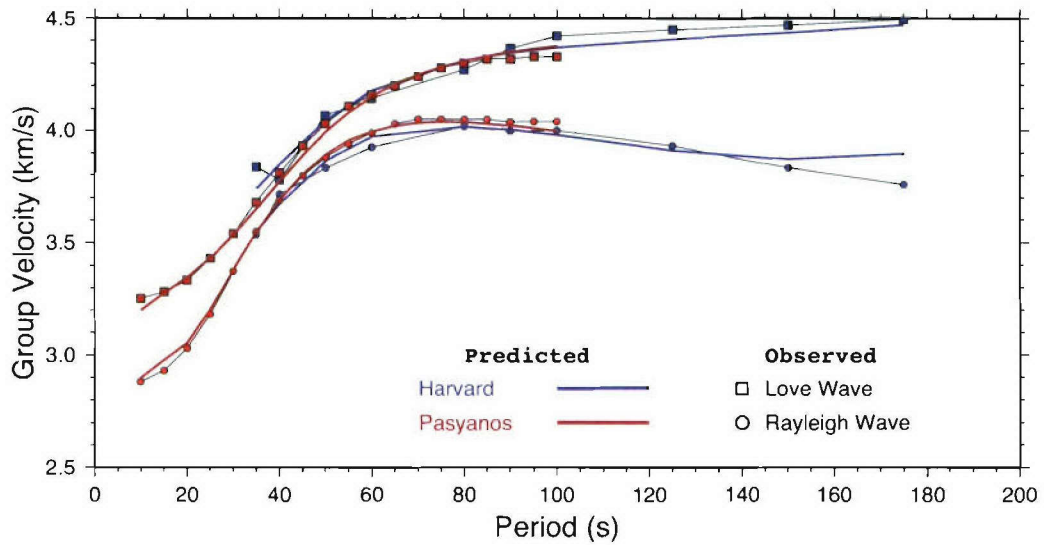 4.5
4.0
3.5
3.0
2.5
Group Velocity (km/s)
Predicted Observed
Harvard Love Wave
Pasyanos Rayleigh Wave
0 20 40 60 80 100 120 140 160 180 200
Period (s)